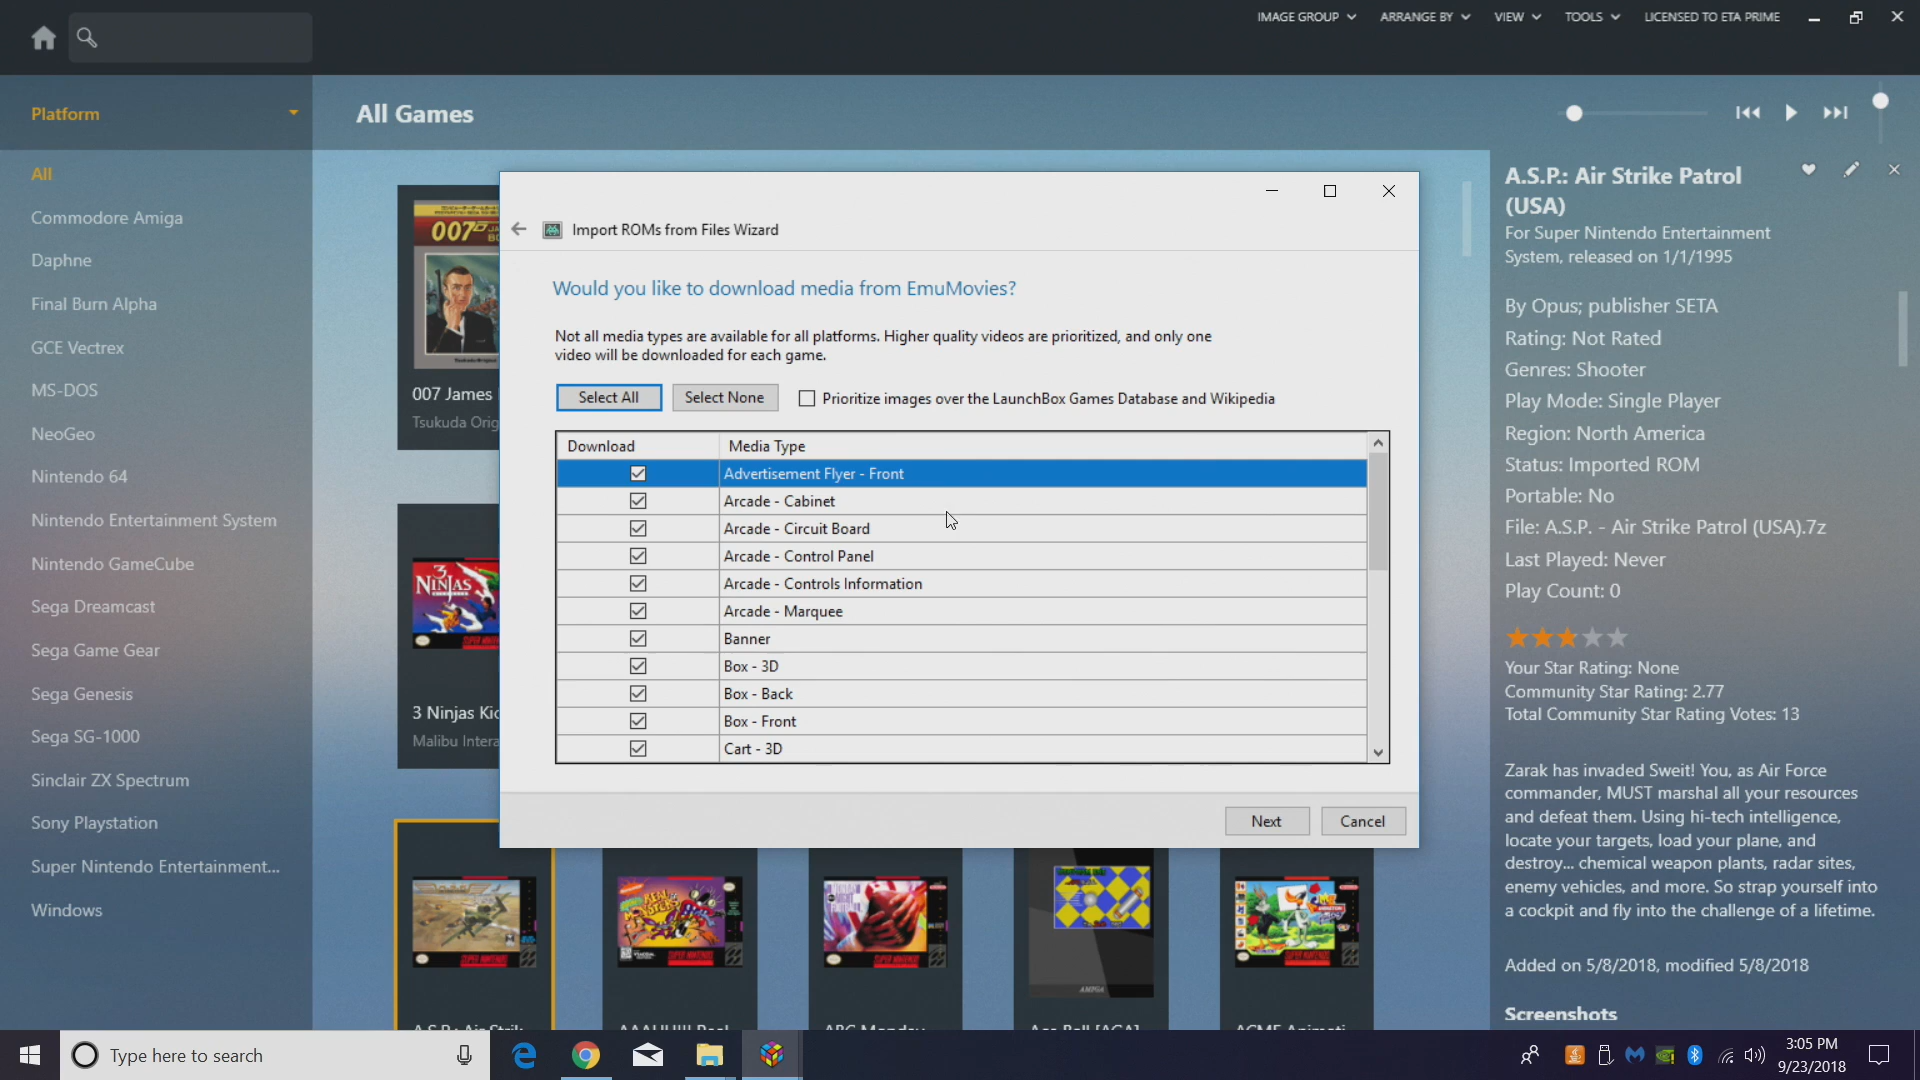 IMAGE GROUP
ARRANGE BY
VIEW
TOOLS
LICENSED TO ETA PRIME
Platform
All Games
All
Commodore Amiga
Daphne
Final Burn Alpha
GCE Vectrex
MS-DOS
NeoGeo
Nintendo 64
Nintendo Entertainment System
Nintendo GameCube
Sega Dreamcast
Sega Game Gear
Sega Genesis
Sega SG-1000
Sinclair ZX Spectrum
Sony Playstation
Super Nintendo Entertainment...
Windows
007
007 James
Tsukuda Orig
3 NINJAS
3 Ninjas Kic
Malibu Intera
Import ROMs from Files Wizard
Would you like to download media from EmuMovies?
Not all media types are available for all platforms. Higher quality videos are prioritized, and only one
video will be downloaded for each game.
Select All
Select None
Prioritize images over the LaunchBox Games Database and Wikipedia
Download
Media Type
Advertisement Flyer - Front
Arcade - Cabinet
Arcade - Circuit Board
Arcade - Control Panel
Arcade - Controls Information
Arcade - Marquee
Banner
Box - 3D
Box - Back
Box - Front
Cart - 3D
Next
Cancel
AMIGA
A.S.P.: Air Strike Patrol
(USA)
For Super Nintendo Entertainment
System, released on 1/1/1995
By Opus; publisher SETA
Rating: Not Rated
Genres: Shooter
Play Mode: Single Player
Region: North America
Status: Imported ROM
Portable: No
File: A.S.P. - Air Strike Patrol (USA).7z
Last Played: Never
Play Count: 0
Your Star Rating: None
Community Star Rating: 2.77
Total Community Star Rating Votes: 13
Zarak has invaded Sweit! You, as Air Force
commander, MUST marshal all your resources
and defeat them. Using hi-tech intelligence,
locate your targets, load your plane, and
destroy... chemical weapon plants, radar sites,
enemy vehicles, and more. So strap yourself into
a cockpit and fly into the challenge of a lifetime.
Added on 5/8/2018, modified 5/8/2018
Screenshots
Type here to search
3:05 PM
9/23/2018